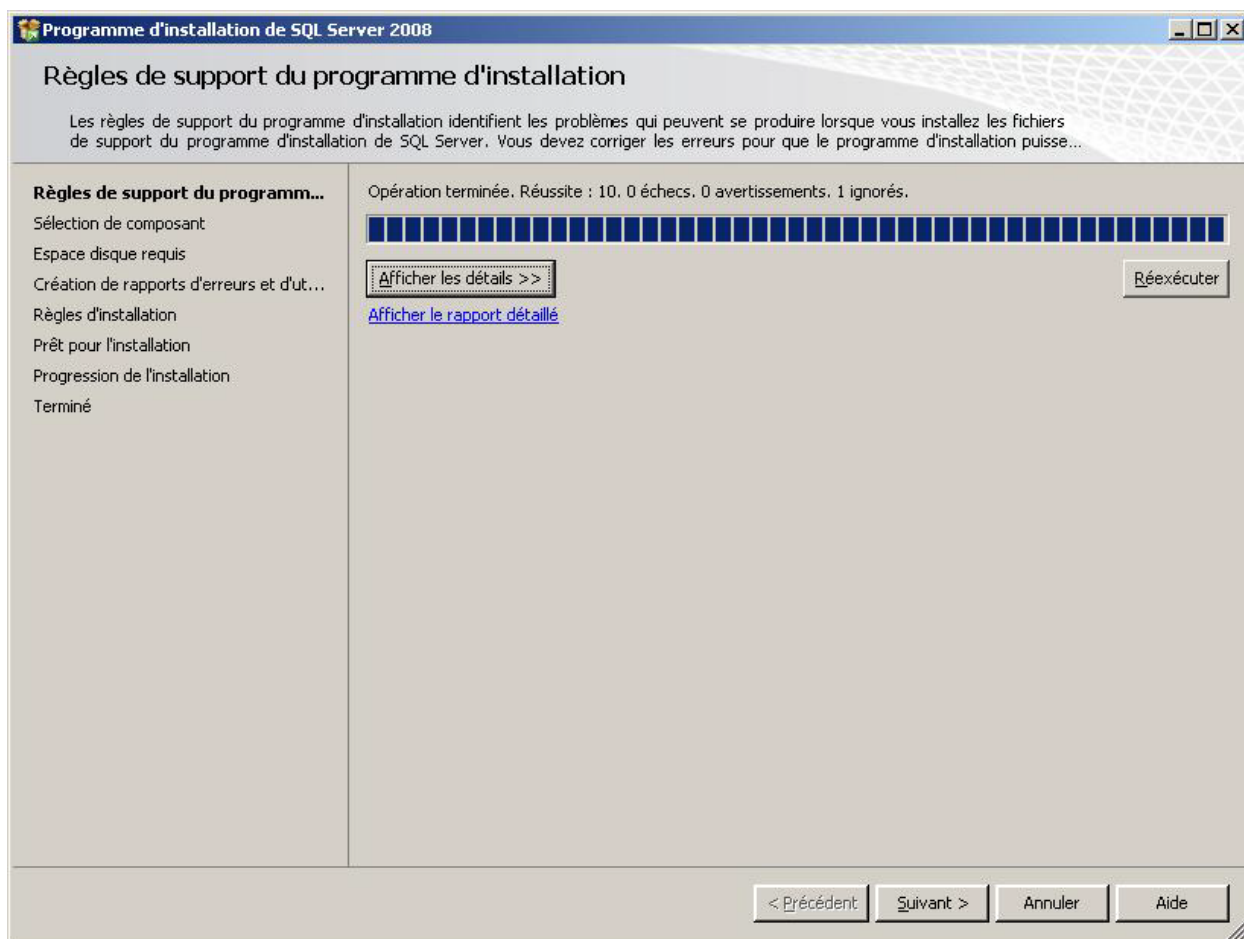 Programme d'installation de SQL Server 2008
Règles de support du programme d'installation
Les règles de support du programme d'installation identifient les problèmes qui peuvent se produire lorsque vous installez les fichiers
de support du programme d'installation de SQL Server. Vous devez corriger les erreurs pour que le programme d'installation puisse...
Règles de support du programm...
Sélection de composant
Espace disque requis
Création de rapports d'erreurs et d'ut...
Règles d'installation
Prêt pour l'installation
Progression de l'installation
Terminé
Opération terminée. Réussite : 10. 0 échecs. 0 avertissements. 1 ignorés.
Afficher les détails >>
Réexécuter
Afficher le rapport détaillé
< Précédent
Suivant >
Annuler
Aide